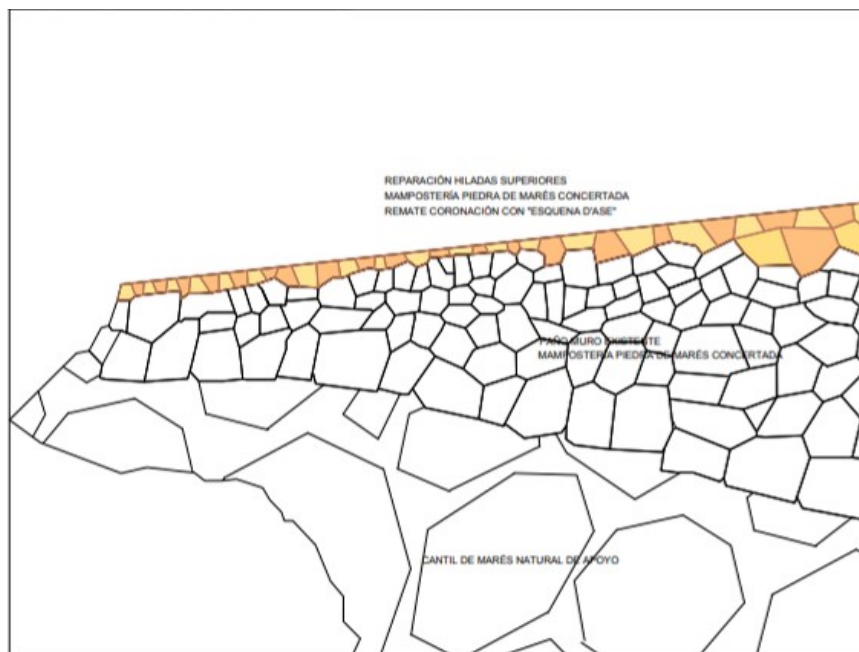 REPARACIÓN HILADAS SUPERIORES
MAMPOSTERÍA PIEDRA DE MARÉS CONCERTADA
REMATE CORONACIÓN CON "ESQUENA D'ASE"
PAÑO MURO EXISTESTE
MAMPOSTERÍA PIEDRA DE MARÉS CONCERTADA
CANTIL DE MARÉS NATURAL DE APOYO